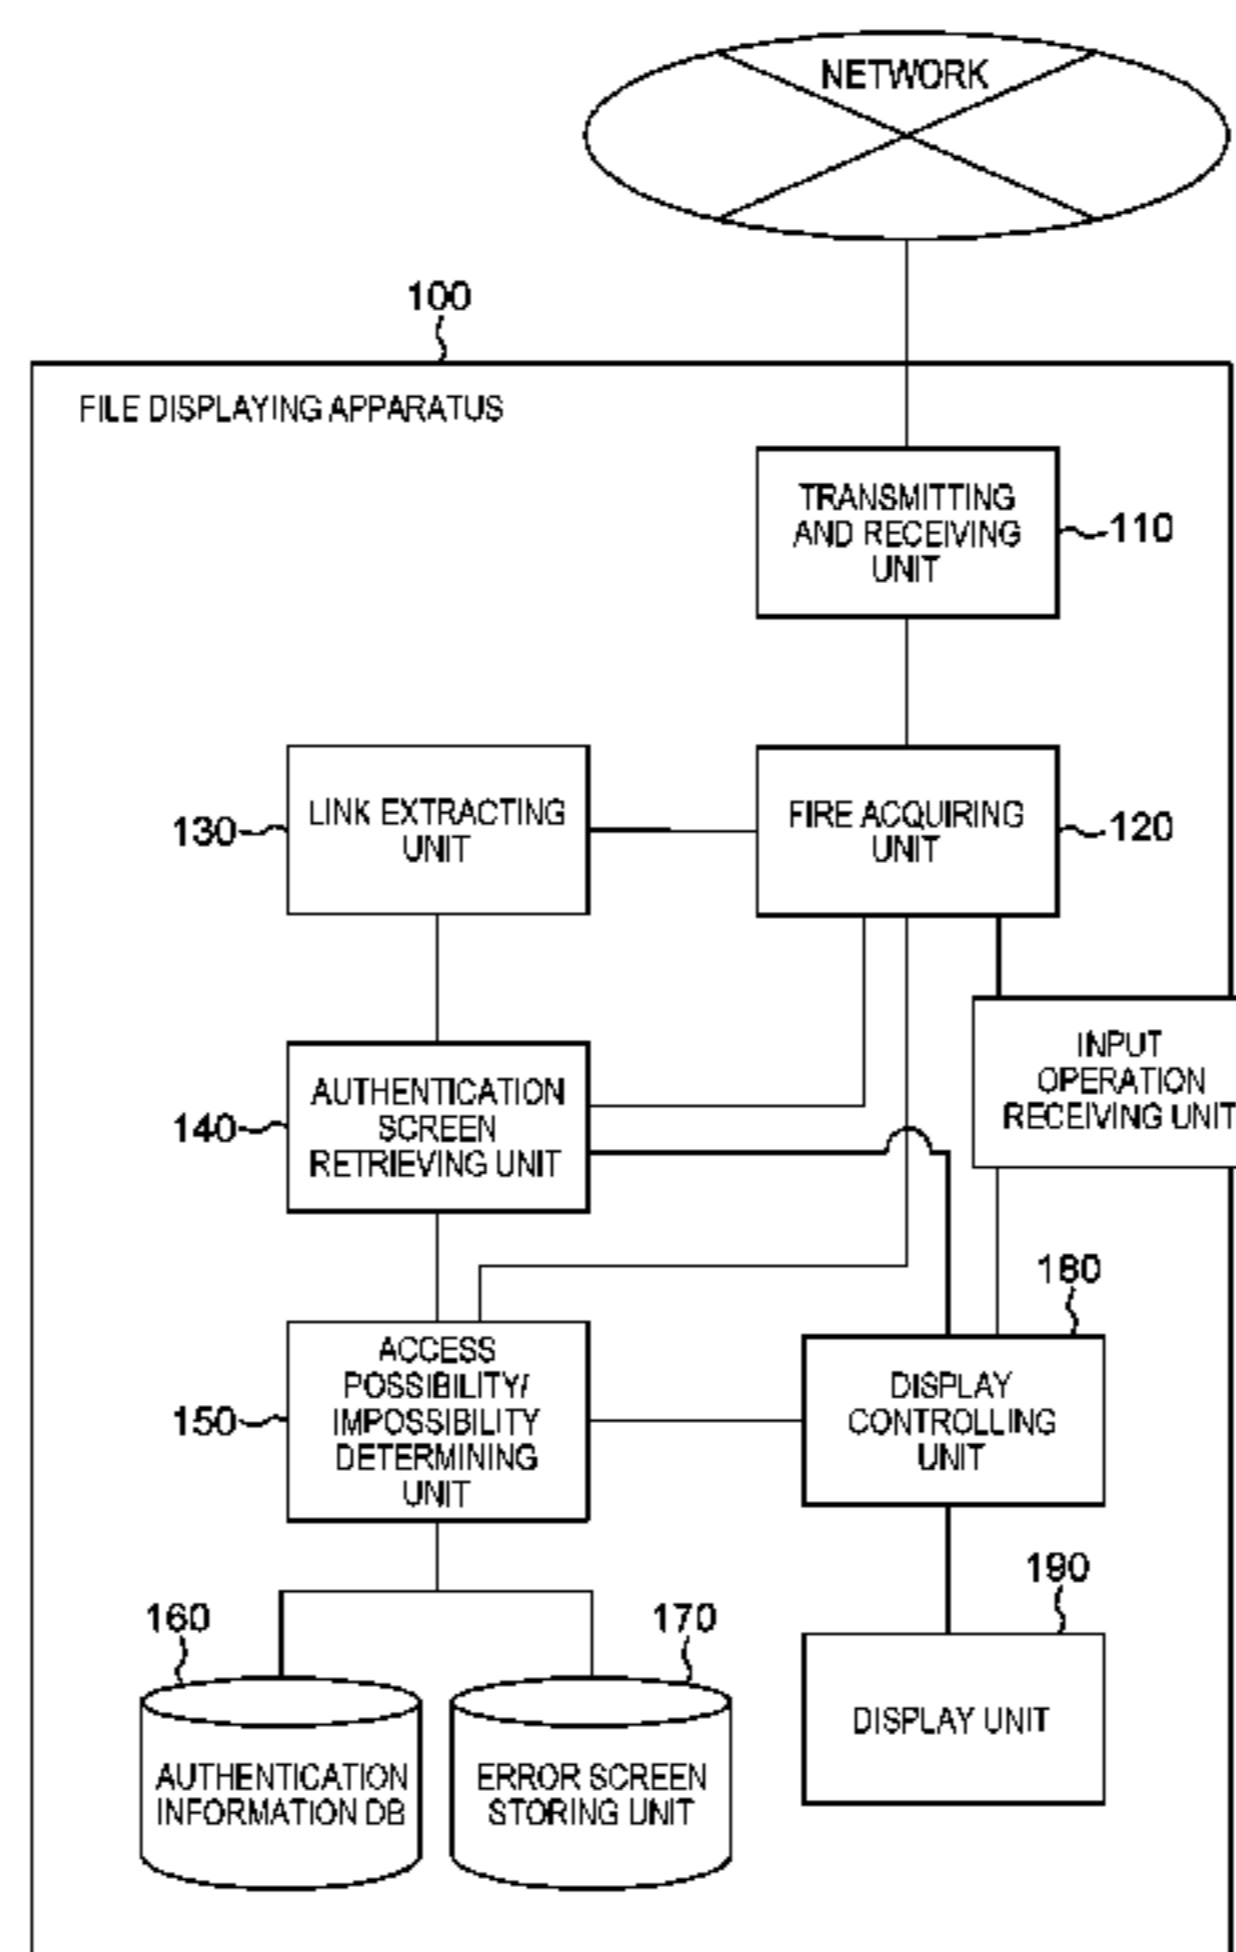 NETWORK
100
FILE DISPLAYING APPARATUS
TRANSMITTING
AND RECEIVING
UNIT
110
130
LINK EXTRACTING
UNIT
FIRE ACQUIRING
UNIT
120
INPUT
OPERATION
RECEIVING UNIT
140
AUTHENTICATION
SCREEN
RETRIEVING UNIT
150
ACCESS
POSSIBILITY/
IMPOSSIBILITY
DETERMINING
UNIT
180
DISPLAY
CONTROLLING
UNIT
160
AUTHENTICATION
INFORMATION DB
170
ERROR SCREEN
STORING UNIT
190
DISPLAY UNIT